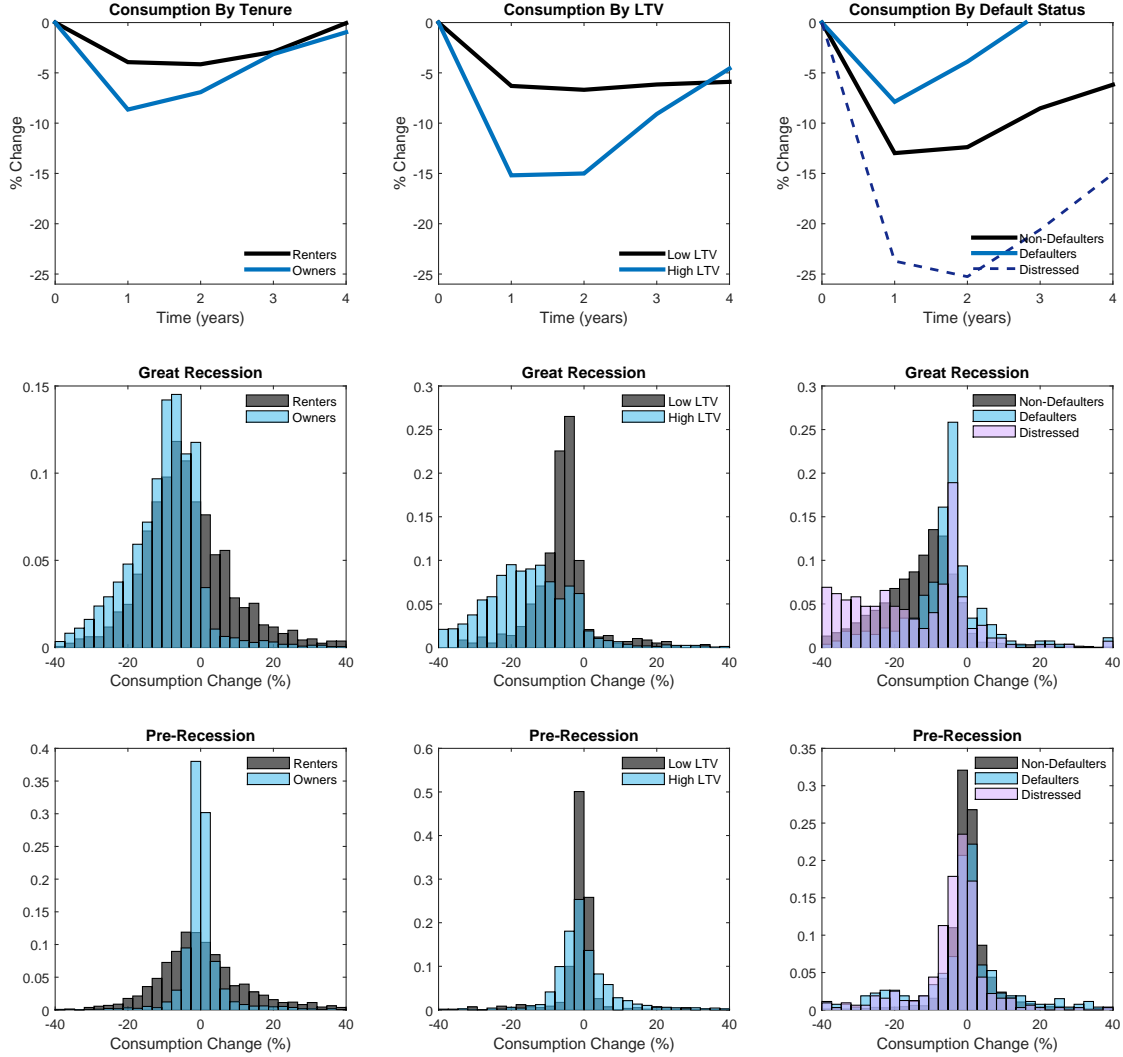 Consumption By Tenure
% Change
0
-5
-10
-15
-20
-25
Renters
Owners
0 1 2 3 4
Time (years)
Consumption By LTV
% Change
0
-5
-10
-15
-20
-25
Low LTV
High LTV
0 1 2 3 4
Time (years)
Consumption By Default Status
% Change
0
-5
-10
-15
-20
-25
Non-Defaulters
Defaulters
Distressed
0 1 2 3 4
Time (years)
Great Recession
0.15
0.1
0.05
0
Renters
Owners
-40 -20 0 20 40
Consumption Change (%)
Great Recession
0.3
0.25
0.2
0.15
0.1
0.05
0
Low LTV
High LTV
-40 -20 0 20 40
Consumption Change (%)
Great Recession
0.3
0.25
0.2
0.15
0.1
0.05
0
Non-Defaulters
Defaulters
Distressed
-40 -20 0 20 40
Consumption Change (%)
Pre-Recession
0.4
0.35
0.3
0.25
0.2
0.15
0.1
0.05
0
Renters
Owners
-40 -20 0 20 40
Consumption Change (%)
Pre-Recession
0.6
0.5
0.4
0.3
0.2
0.1
0
Low LTV
High LTV
-40 -20 0 20 40
Consumption Change (%)
Pre-Recession
0.35
0.3
0.25
0.2
0.15
0.1
0.05
0
Non-Defaulters
Defaulters
Distressed
-40 -20 0 20 40
Consumption Change (%)